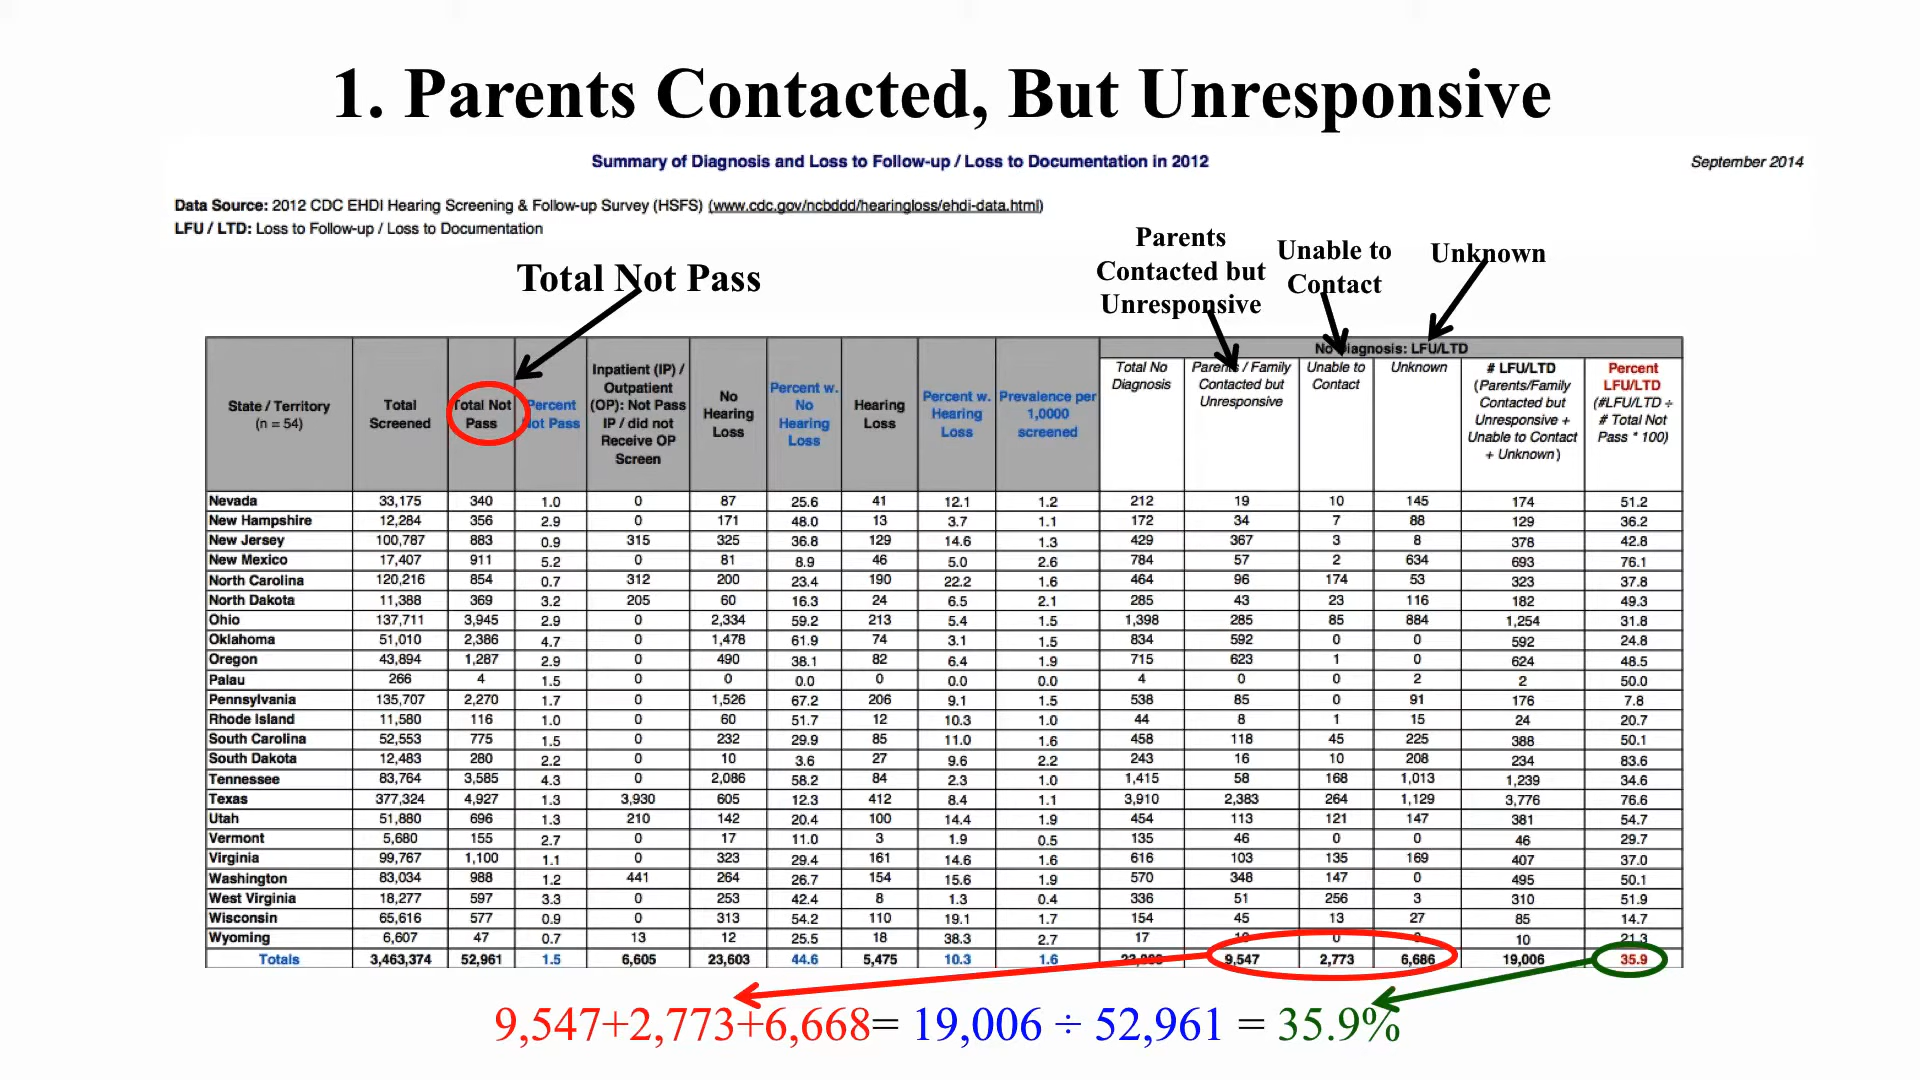 1. Parents Contacted, But Unresponsive
Summary of Diagnosis and Loss to Follow-up / Loss to Documentation in 2012
September 2014
Data Source: 2012 CDC EHDI Hearing Screening & Follow-up Survey (HSFS) (www.cdc.gov/ncbddd/hearingloss/ehdi-data.html)
LFU / LTD: Loss to Follow-up / Loss to Documentation
Total Not Pass
Parents
Contacted but
Unresponsive
Unable to
Contact
Unknown
No Diagnosis: LFU/LTD
State / Territory
(n = 54)
Total
Screened
Total Not
Pass
Percent
Not Pass
Inpatient (IP) /
Outpatient
(OP): Not Pass
IP / did not
Receive OP
Screen
No
Hearing
Loss
Percent w.
No
Hearing
Loss
Hearing
Loss
Percent w.
Hearing
Loss
Prevalence per
1,0000
screened
Total No
Diagnosis
Parents / Family
Contacted but
Unresponsive
Unable to
Contact
Unknown
# LFU/LTD
(Parents/Family
Contacted but
Unresponsive +
Unable to Contact
+ Unknown)
Percent
LFU/LTD
(#LFU/LTD ÷
# Total Not
Pass * 100)
Nevada 33,175 340 1.0 0 87 25.6 41 12.1 1.2 212 19 10 145 174 51.2
New Hampshire 12,284 356 2.9 0 171 48.0 13 3.7 1.1 172 34 7 88 129 36.2
New Jersey 100,787 883 0.9 315 325 36.8 129 14.6 1.3 429 367 3 8 378 42.8
New Mexico 17,407 911 5.2 0 81 8.9 46 5.0 2.6 784 57 2 634 693 76.1
North Carolina 120,216 854 0.7 312 200 23.4 190 22.2 1.6 464 96 174 53 323 37.8
North Dakota 11,388 369 3.2 205 60 16.3 24 6.5 2.1 285 43 23 116 182 49.3
Ohio 137,711 3,945 2.9 0 2,334 59.2 213 5.4 1.5 1,398 285 85 884 1,254 31.8
Oklahoma 51,010 2,386 4.7 0 1,478 61.9 74 3.1 1.5 834 592 0 0 592 24.8
Oregon 43,894 1,287 2.9 0 490 38.1 82 6.4 1.9 715 623 1 0 624 48.5
Palau 266 4 1.5 0 0 0.0 0 0.0 0.0 4 0 0 2 2 50.0
Pennsylvania 135,707 2,270 1.7 0 1,526 67.2 206 9.1 1.5 538 85 0 91 176 7.8
Rhode Island 11,580 116 1.0 0 60 51.7 12 10.3 1.0 44 8 1 15 24 20.7
South Carolina 52,553 775 1.5 0 232 29.9 85 11.0 1.6 458 118 45 225 388 50.1
South Dakota 12,483 280 2.2 0 10 3.6 27 9.6 2.2 243 16 10 208 234 83.6
Tennessee 83,764 3,585 4.3 0 2,086 58.2 84 2.3 1.0 1,415 58 168 1,013 1,239 34.6
Texas 377,324 4,927 1.3 3,930 605 12.3 412 8.4 1.1 3,910 2,383 264 1,129 3,776 76.6
Utah 51,880 696 1.3 210 142 20.4 100 14.4 1.9 454 113 121 147 381 54.7
Vermont 5,680 155 2.7 0 17 11.0 3 1.9 0.5 135 46 0 0 46 29.7
Virginia 99,767 1,100 1.1 0 323 29.4 161 14.6 1.6 616 103 135 169 407 37.0
Washington 83,034 988 1.2 441 264 26.7 154 15.6 1.9 570 348 147 0 495 50.1
West Virginia 18,277 597 3.3 0 253 42.4 8 1.3 0.4 336 51 256 3 310 51.9
Wisconsin 65,616 577 0.9 0 313 54.2 110 19.1 1.7 154 45 13 27 85 14.7
Wyoming 6,607 47 0.7 13 12 25.5 18 38.3 2.7 17 0 10 21.3
Totals 3,463,374 52,961 1.5 6,605 23,603 44.6 5,475 10.3 1.6 9,547 2,773 6,686 19,006 35.9
9,547+2,773+6,668= 19,006 ÷ 52,961 = 35.9%